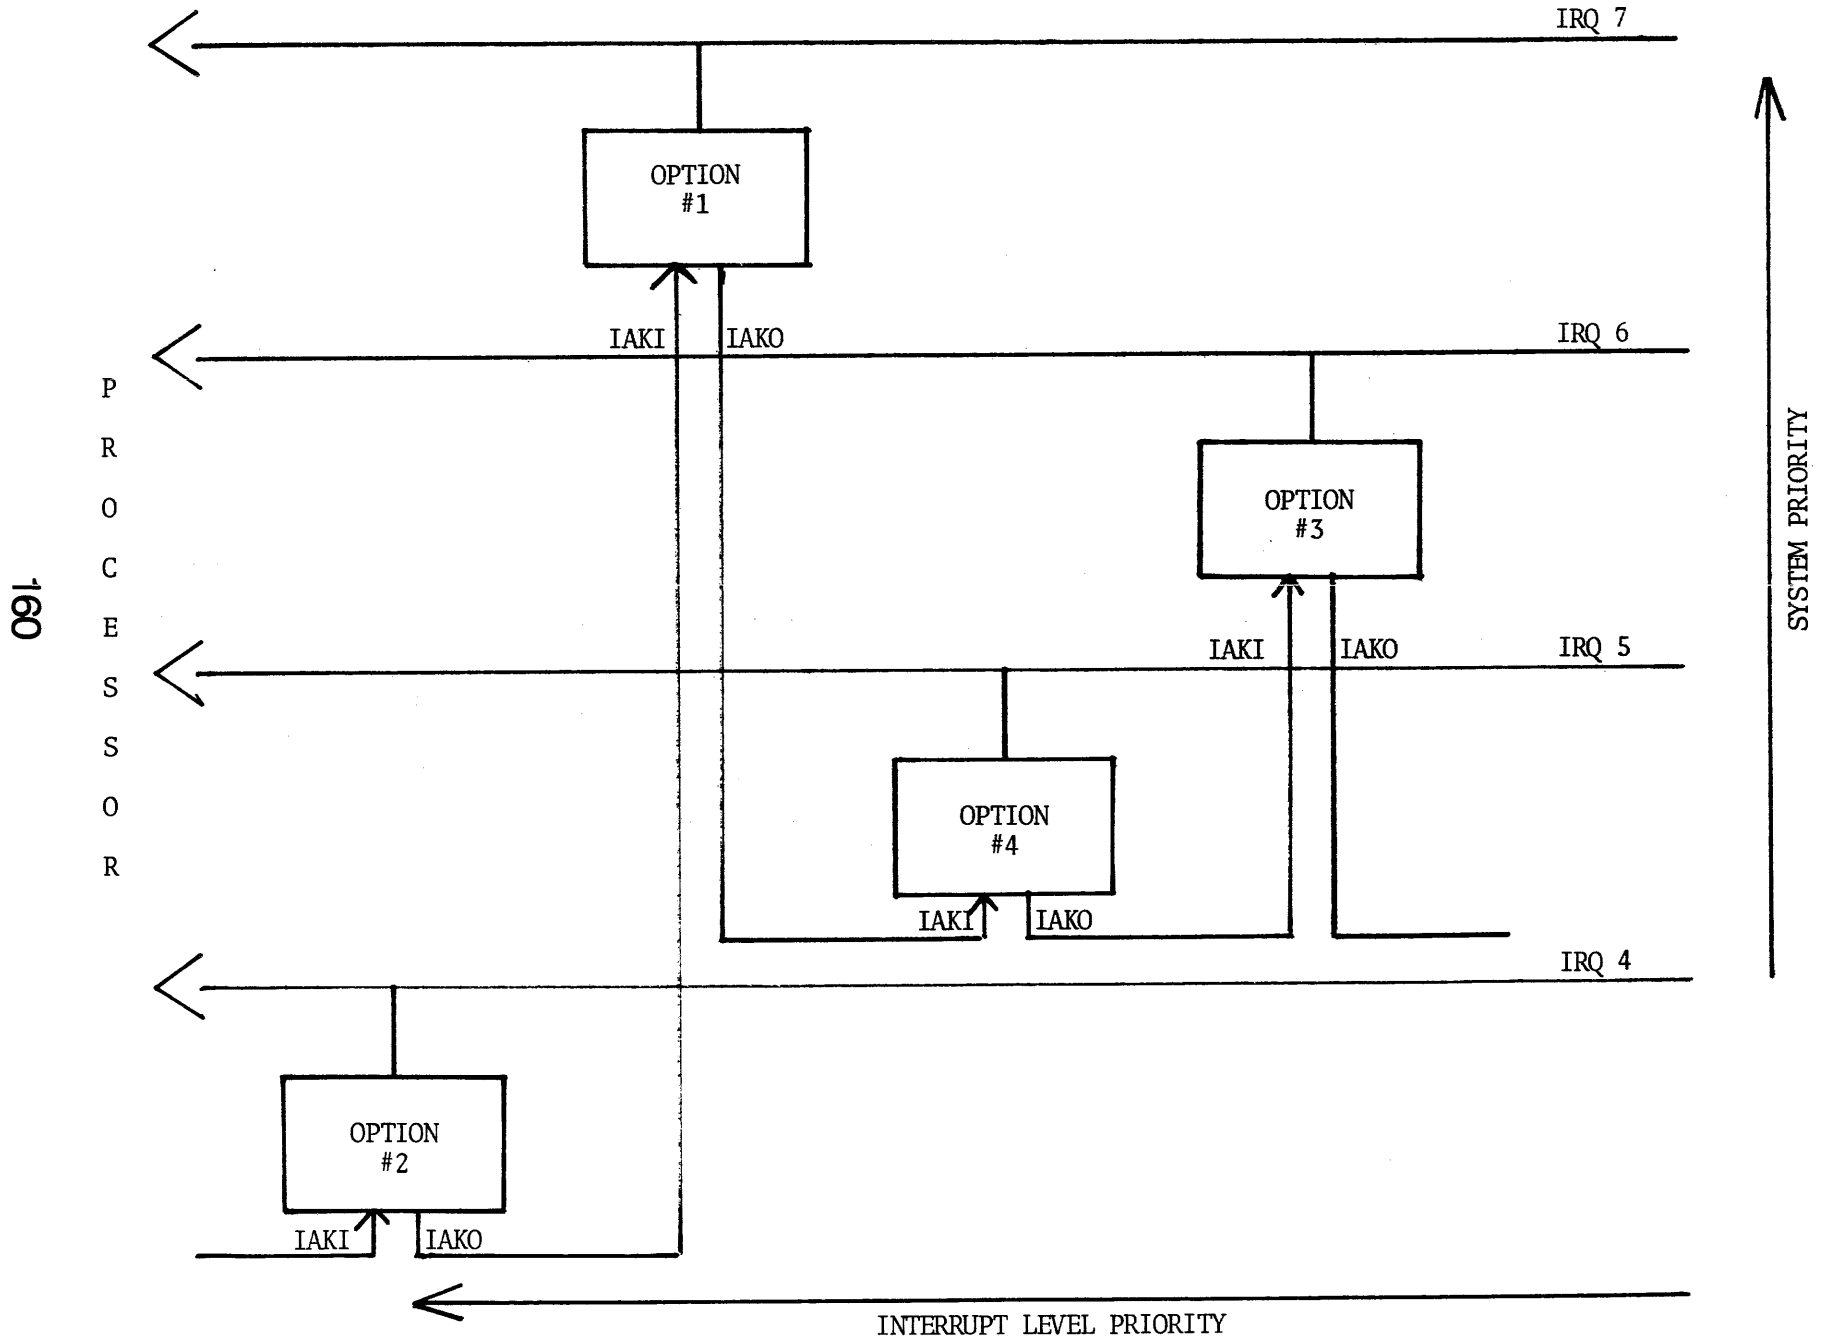 IRQ 7
OPTION
#1
IAKI
IAKO
IRQ 6
PROCESSOR
OPTION
#3
SYSTEM PRIORITY
160
IAKI
IAKO
IRQ 5
OPTION
#4
IAKI
IAKO
IRQ 4
OPTION
#2
IAKI
IAKO
INTERRUPT LEVEL PRIORITY